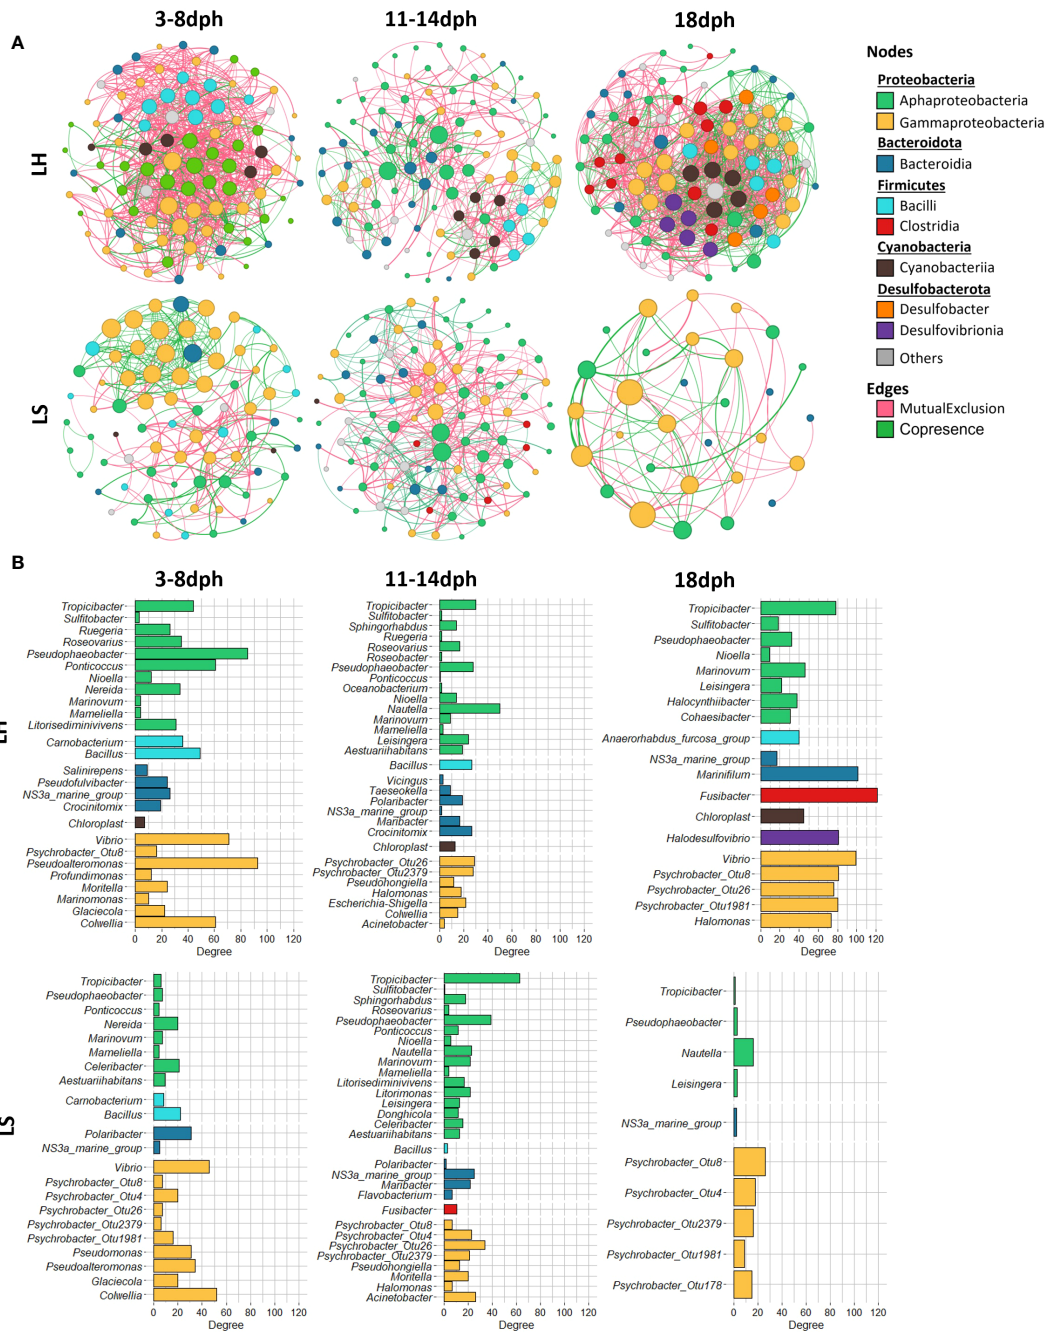 3-8dph 11-14dph 18dph
A
LH
LS
Nodes
Proteobacteria
Aphaproteobacteria
Gammaproteobacteria
Bacteroidota
Bacteroidia
Firmicutes
Bacilli
Clostridia
Cyanobacteria
Cyanobacteriia
Desulfobacterota
Desulfobacter
Desulfovibrionia
Others
Edges
MutualExclusion
Copresence
B
3-8dph 11-14dph 18dph
LH
Tropicibacter
Sulfitobacter
Ruegeria
Roseovarius
Pseudophaeobacter
Ponticoccus
Nioella
Nereida
Marinovum
Mameliella
Litorisediminivivens
Carnobacterium
Bacillus
Salinirepens
Pseudofulvibacter
NS3a_marine_group
Crocinitomix
Chloroplast
Vibrio
Psychrobacter_Otu8
Pseudoalteromonas
Profundimonas
Moritella
Marinomonas
Glaciecola
Colwellia
0 20 40 60 80 100 120
Degree
Tropicibacter
Sulfitobacter
Sphingorhabdus
Ruegeria
Roseovarius
Roseobacter
Pseudophaeobacter
Ponticoccus
Oceanobacterium
Nioella
Nautella
Marinovum
Mameliella
Leisingera
Aestuariihabitans
Bacillus
Vicingus
Taeseokella
Polaribacter
NS3a_marine_group
Maribacter
Crocinitomix
Chloroplast
Psychrobacter_Otu26
Psychrobacter_Otu2379
Pseudohongiella
Halomonas
Escherichia-Shigella
Colwellia
Acinetobacter
0 20 40 60 80 100 120
Degree
Tropicibacter
Sulfitobacter
Pseudophaeobacter
Nioella
Marinovum
Leisingera
Halocynthiibacter
Cohaesibacter
Anaerorhabdus_furcosa_group
NS3a_marine_group
Marinifilum
Fusibacter
Chloroplast
Halodesulfovibrio
Vibrio
Psychrobacter_Otu8
Psychrobacter_Otu26
Psychrobacter_Otu1981
Halomonas
0 20 40 60 80 100 120
Degree
LS
Tropicibacter
Pseudophaeobacter
Ponticoccus
Nereida
Marinovum
Mameliella
Celeribacter
Aestuariihabitans
Carnobacterium
Bacillus
Polaribacter
NS3a_marine_group
Vibrio
Psychrobacter_Otu8
Psychrobacter_Otu4
Psychrobacter_Otu26
Psychrobacter_Otu2379
Psychrobacter_Otu1981
Pseudomonas
Pseudoalteromonas
Glaciecola
Colwellia
0 20 40 60 80 100 120
Degree
Tropicibacter
Sulfitobacter
Sphingorhabdus
Roseovarius
Pseudophaeobacter
Ponticoccus
Nioella
Nautella
Marinovum
Mameliella
Litorisediminivivens
Litorimonas
Leisingera
Donghicola
Celeribacter
Aestuariihabitans
Bacillus
Polaribacter
NS3a_marine_group
Maribacter
Flavobacterium
Fusibacter
Psychrobacter_Otu8
Psychrobacter_Otu4
Psychrobacter_Otu26
Psychrobacter_Otu2379
Pseudohongiella
Moritella
Halomonas
Acinetobacter
0 20 40 60 80 100 120
Degree
Tropicibacter
Pseudophaeobacter
Nautella
Leisingera
NS3a_marine_group
Psychrobacter_Otu8
Psychrobacter_Otu4
Psychrobacter_Otu2379
Psychrobacter_Otu1981
Psychrobacter_Otu178
0 20 40 60 80 100 120
Degree